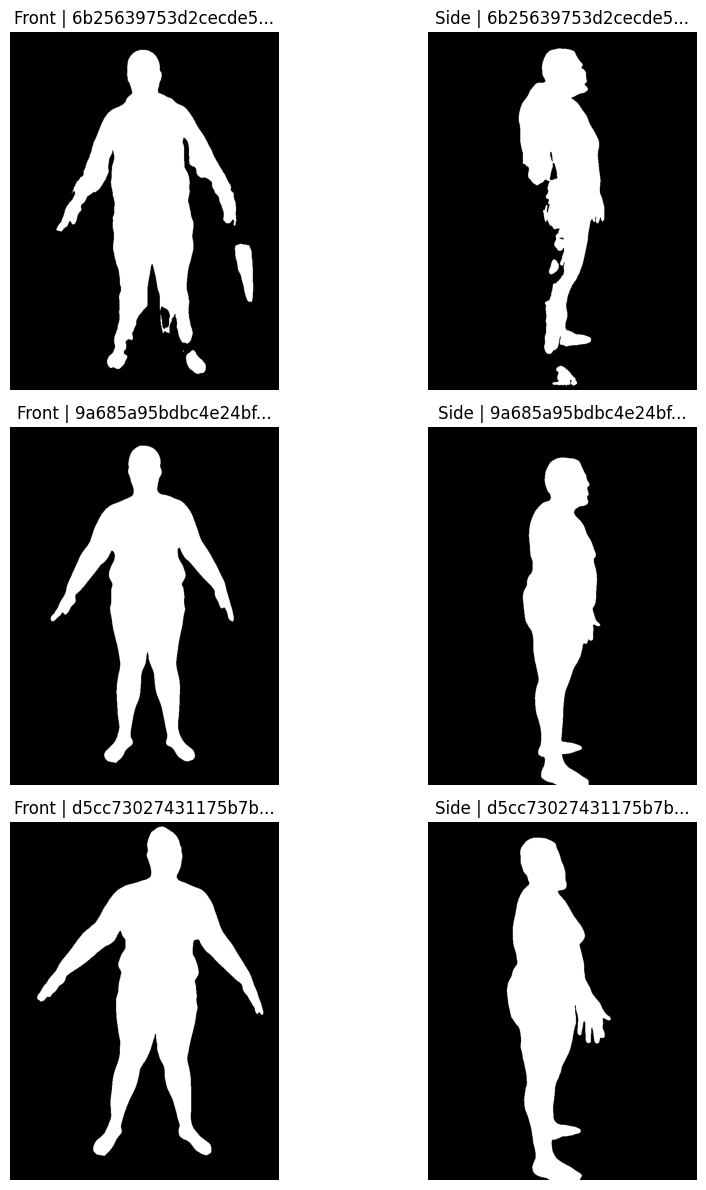 Front | 6b25639753d2cecde5...
Side | 6b25639753d2cecde5...
Front | 9a685a95bdbc4e24bf...
Side | 9a685a95bdbc4e24bf...
Front | d5cc73027431175b7b...
Side | d5cc73027431175b7b...